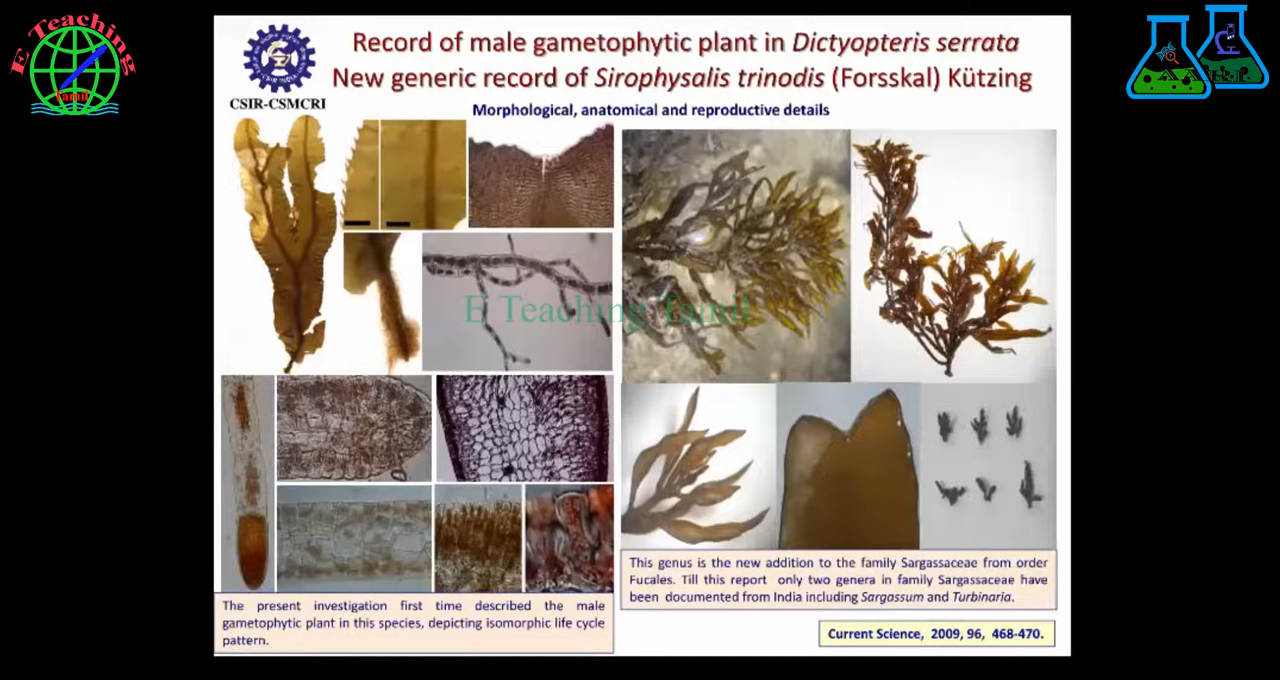 E Teaching
Tamil
A A R I.
CSIR-CSMCRI
Record of male gametophytic plant in Dictyopteris serrata
New generic record of Sirophysalis trinodis (Forsskal) Kützing
Morphological, anatomical and reproductive details
E Teaching Tamil
The present investigation first time described the male
gametophytic plant in this species, depicting isomorphic life cycle
pattern.
This genus is the new addition to the family Sargassaceae from order
Fucales. Till this report only two genera in family Sargassaceae have
been documented from India including Sargassum and Turbinaria.
Current Science, 2009, 96, 468-470.